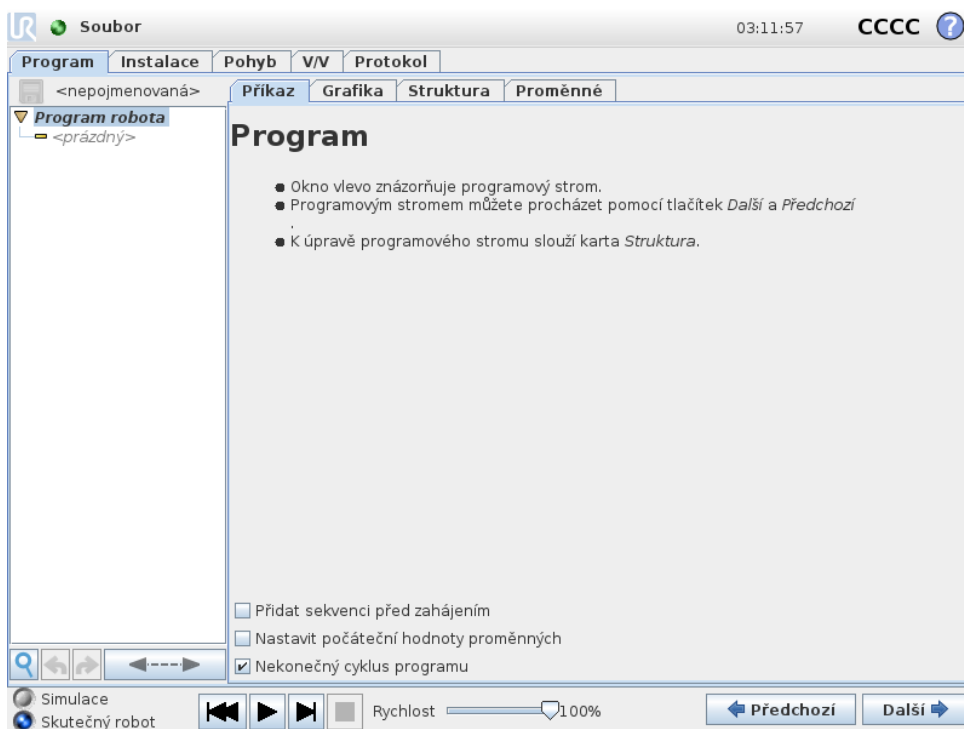 UR Soubor 03:11:57 CCCC ?
Program Instalace Pohyb V/V Protokol
<nepojmenovaná>
Příkaz Grafika Struktura Proměnné
Program robota
<prázdný>
Program
Okno vlevo znázorňuje programový strom.
Programovým stromem můžete procházet pomocí tlačítek Další a Předchozí
.
K úpravě programového stromu slouží karta Struktura.
Přidat sekvenci před zahájením
Nastavit počáteční hodnoty proměnných
Nekonečný cyklus programu
Simulace
Skutečný robot
Rychlost 100%
Předchozí
Další